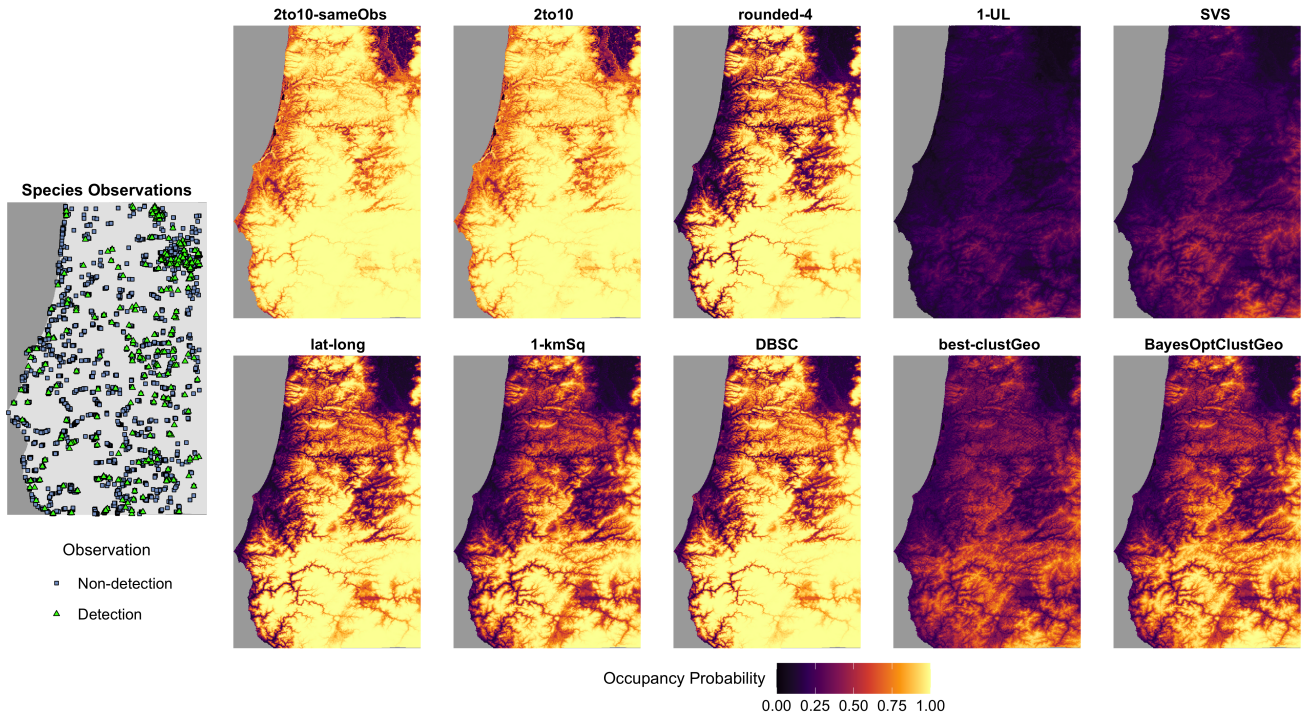 2to10-sameObs
2to10
rounded-4
1-UL
SVS
Species Observations
lat-long
1-kmSq
DBSC
best-clustGeo
BayesOptClustGeo
Observation
Non-detection
Detection
Occupancy Probability
0.00 0.25 0.50 0.75 1.00